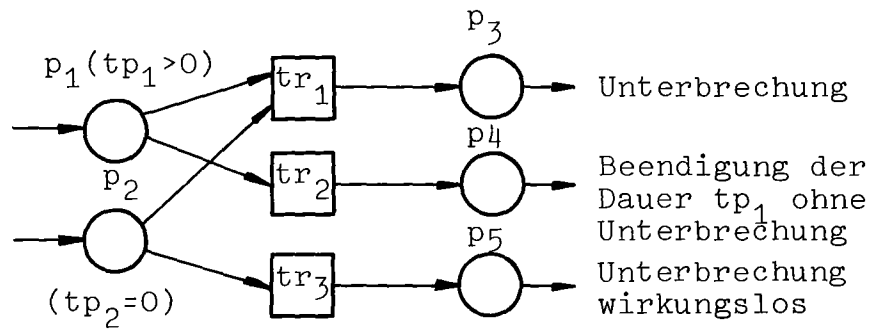 p₃
p₁(tp₁>0)
tr₁
Unterbrechung
p4
p₂
tr₂
Beendigung der
Dauer tp₁ ohne
Unterbrechung
p5
(tp₂=0)
tr₃
Unterbrechung
wirkungslos